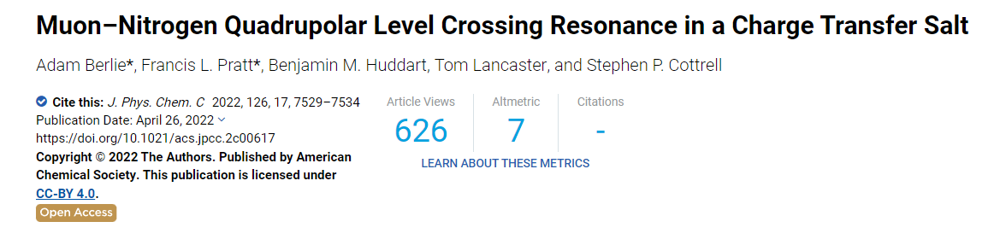 Muon–Nitrogen Quadrupolar Level Crossing Resonance in a Charge Transfer Salt
Adam Berlie*, Francis L. Pratt*, Benjamin M. Huddart, Tom Lancaster, and Stephen P. Cottrell
Cite this: J. Phys. Chem. C 2022, 126, 17, 7529–7534
Publication Date: April 26, 2022
https://doi.org/10.1021/acs.jpcc.2c00617
Copyright © 2022 The Authors. Published by American
Chemical Society. This publication is licensed under
CC-BY 4.0.
Open Access
Article Views
626
Altmetric
7
Citations
-
LEARN ABOUT THESE METRICS